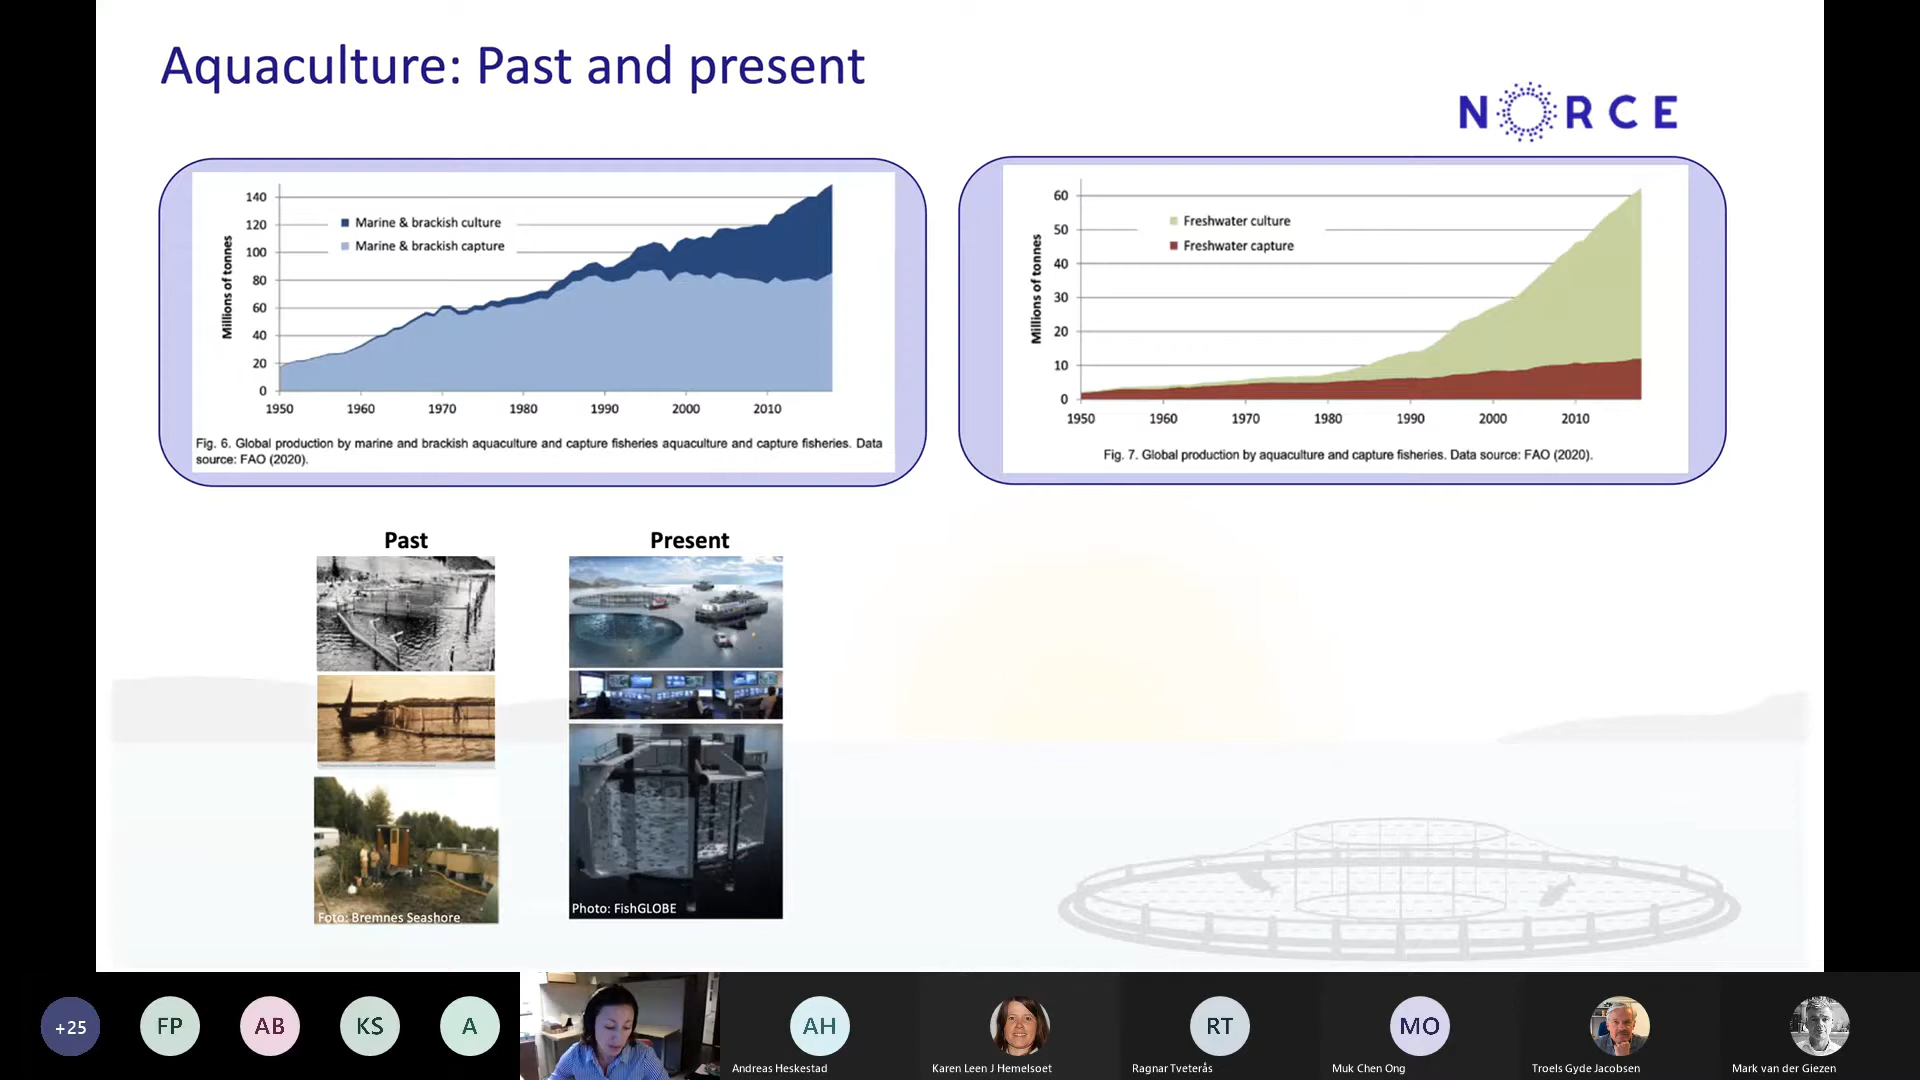 Aquaculture: Past and present
NORCE
140
120
100
80
60
40
20
0
Millions of tonnes
Marine & brackish culture
Marine & brackish capture
1950 1960 1970 1980 1990 2000 2010
Fig. 6. Global production by marine and brackish aquaculture and capture fisheries aquaculture and capture fisheries. Data
source: FAO (2020).
60
50
40
30
20
10
0
Millions of tonnes
Freshwater culture
Freshwater capture
1950 1960 1970 1980 1990 2000 2010
Fig. 7. Global production by aquaculture and capture fisheries. Data source: FAO (2020).
Past
Present
Foto: Bremnes Seashore
Photo: FishGLOBE
+25
FP
AB
KS
A
AH
RT
MO
Andreas Heskestad
Karen Leen J Hemelsoet
Ragnar Tveterås
Muk Chen Ong
Troels Gyde Jacobsen
Mark van der Giezen